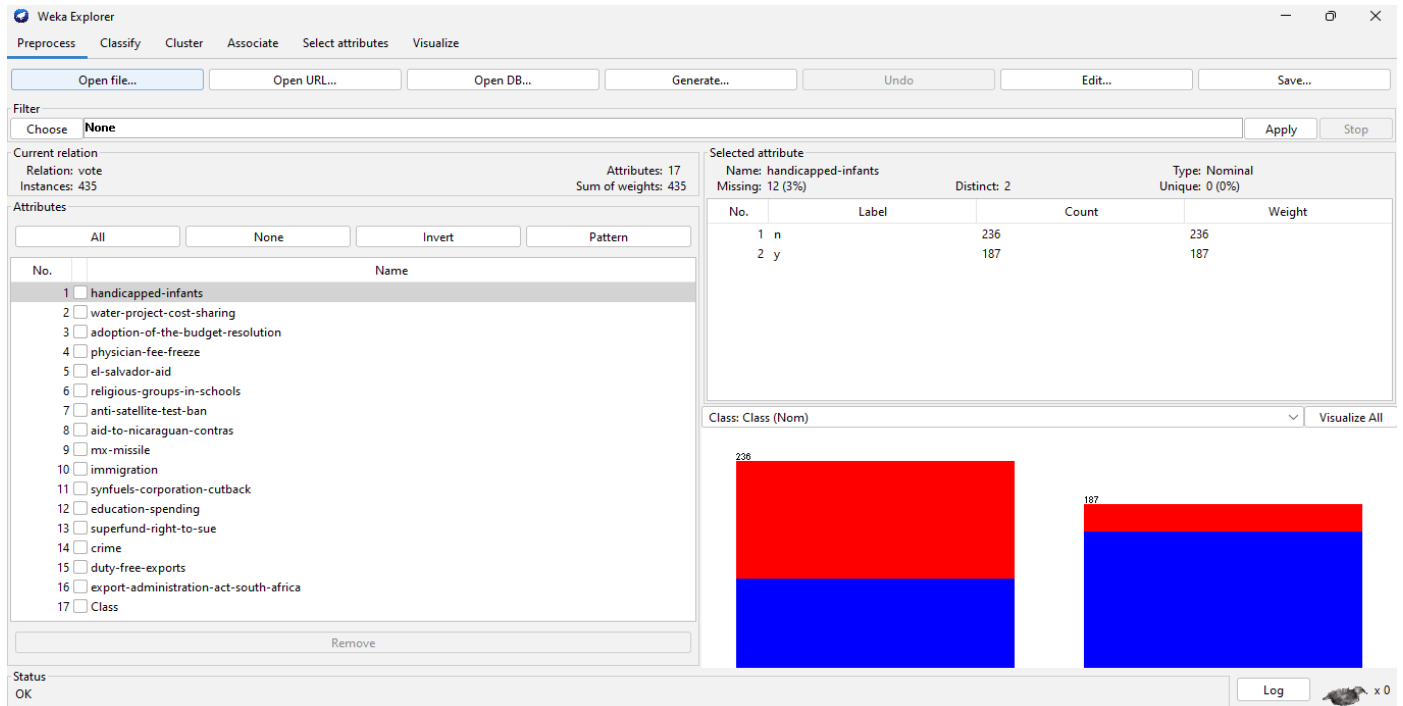 Weka Explorer
Preprocess Classify Cluster Associate Select attributes Visualize
Open file... Open URL... Open DB... Generate... Undo Edit... Save...
Filter
Choose None Apply Stop
Current relation
Relation: vote Attributes: 17
Instances: 435 Sum of weights: 435
Attributes
All None Invert Pattern
No. Name
1 handicapped-infants
2 water-project-cost-sharing
3 adoption-of-the-budget-resolution
4 physician-fee-freeze
5 el-salvador-aid
6 religious-groups-in-schools
7 anti-satellite-test-ban
8 aid-to-nicaraguan-contras
9 mx-missile
10 immigration
11 synfuels-corporation-cutback
12 education-spending
13 superfund-right-to-sue
14 crime
15 duty-free-exports
16 export-administration-act-south-africa
17 Class
Remove
Selected attribute
Name: handicapped-infants Type: Nominal
Missing: 12 (3%) Distinct: 2 Unique: 0 (0%)
No. Label Count Weight
1 n 236 236
2 y 187 187
Class: Class (Nom) Visualize All
236
187
Status
OK
Log x 0